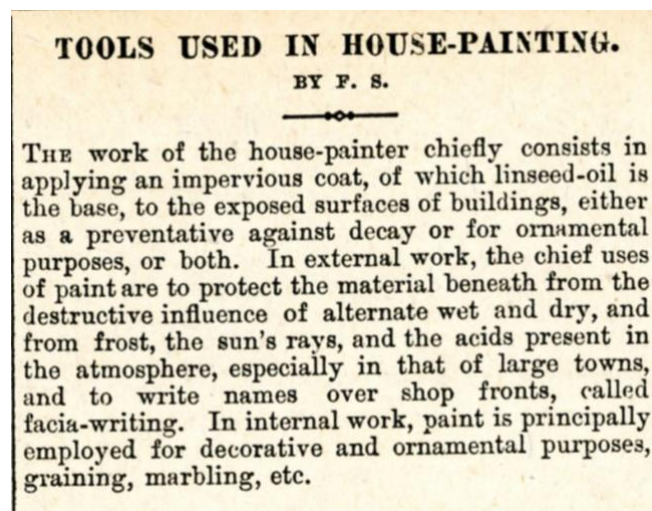 TOOLS USED IN HOUSE-PAINTING.
BY F. S.
THE work of the house-painter chiefly consists in
applying an impervious coat, of which linseed-oil is
the base, to the exposed surfaces of buildings, either
as a preventative against decay or for ornamental
purposes, or both. In external work, the chief uses
of paint are to protect the material beneath from the
destructive influence of alternate wet and dry, and
from frost, the sun's rays, and the acids present in
the atmosphere, especially in that of large towns,
and to write names over shop fronts, called
facia-writing. In internal work, paint is principally
employed for decorative and ornamental purposes,
graining, marbling, etc.